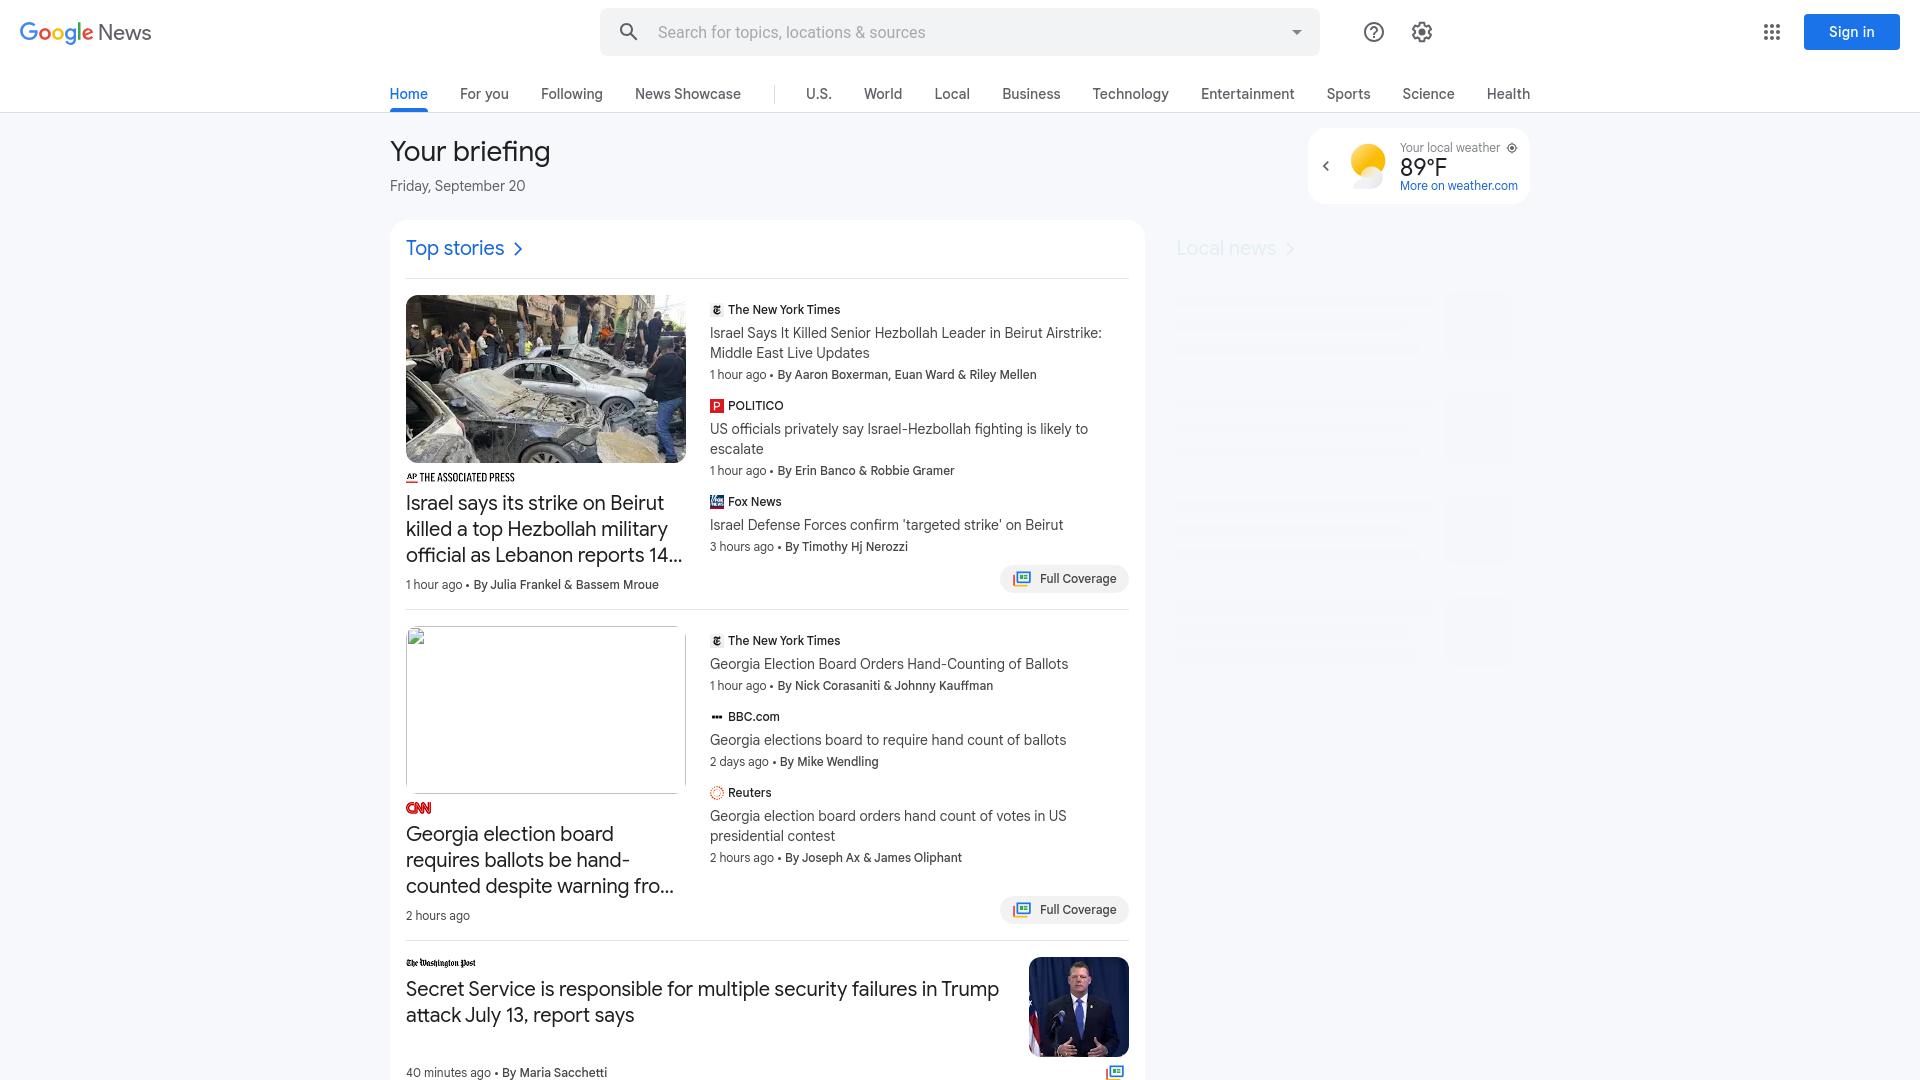 Google News
Search for topics, locations & sources
Sign in
Home
For you
Following
News Showcase
U.S.
World
Local
Business
Technology
Entertainment
Sports
Science
Health
Your briefing
Friday, September 20
Your local weather
89°F
More on weather.com
Top stories
Local news
AP THE ASSOCIATED PRESS
Israel says its strike on Beirut
killed a top Hezbollah military
official as Lebanon reports 14...
1 hour ago • By Julia Frankel & Bassem Mroue
The New York Times
Israel Says It Killed Senior Hezbollah Leader in Beirut Airstrike:
Middle East Live Updates
1 hour ago • By Aaron Boxerman, Euan Ward & Riley Mellen
P POLITICO
US officials privately say Israel-Hezbollah fighting is likely to
escalate
1 hour ago • By Erin Banco & Robbie Gramer
Fox News
Israel Defense Forces confirm 'targeted strike' on Beirut
3 hours ago • By Timothy Hj Nerozzi
Full Coverage
CNN
Georgia election board
requires ballots be hand-
counted despite warning fro...
2 hours ago
The New York Times
Georgia Election Board Orders Hand-Counting of Ballots
1 hour ago • By Nick Corasaniti & Johnny Kauffman
BBC.com
Georgia elections board to require hand count of ballots
2 days ago • By Mike Wendling
Reuters
Georgia election board orders hand count of votes in US
presidential contest
2 hours ago • By Joseph Ax & James Oliphant
Full Coverage
The Washington Post
Secret Service is responsible for multiple security failures in Trump
attack July 13, report says
40 minutes ago • By Maria Sacchetti